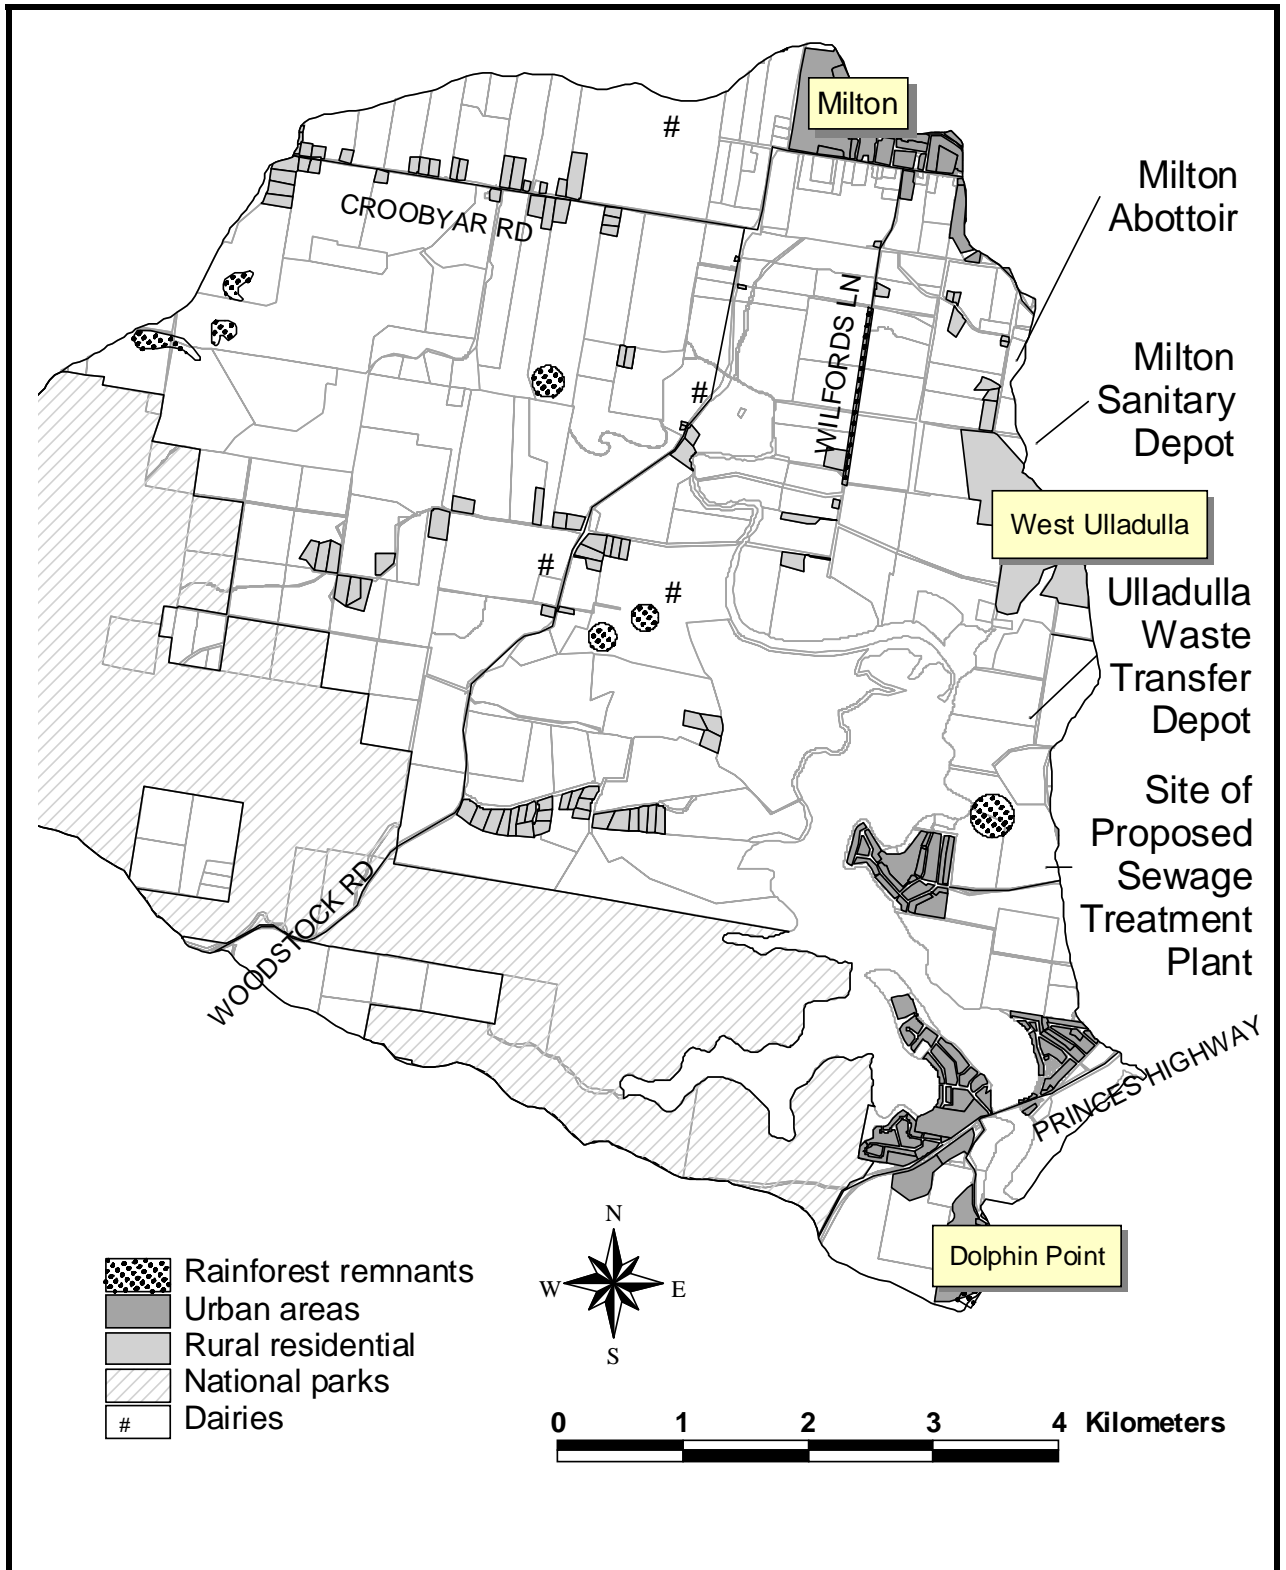 Milton
#
Milton
Abottoir
CROOBYAR RD
WILFORDS LN
Milton
Sanitary
Depot
#
West Ulladulla
#
#
Ulladulla
Waste
Transfer
Depot
Site of
Proposed
Sewage
Treatment
Plant
WOODSTOCK RD
PRINCES HIGHWAY
Dolphin Point
N
W E
S
Rainforest remnants
Urban areas
Rural residential
National parks
# Dairies
0 1 2 3 4 Kilometers